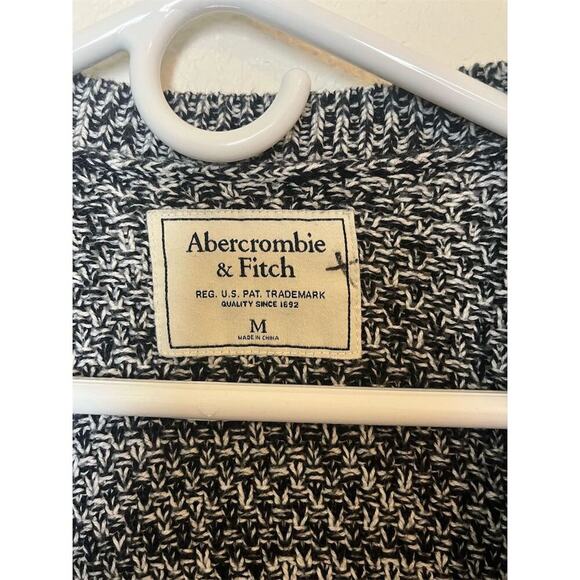 Abercrombie
& Fitch
REG. U.S. PAT. TRADEMARK
QUALITY SINCE 1892
M
MADE IN CHINA